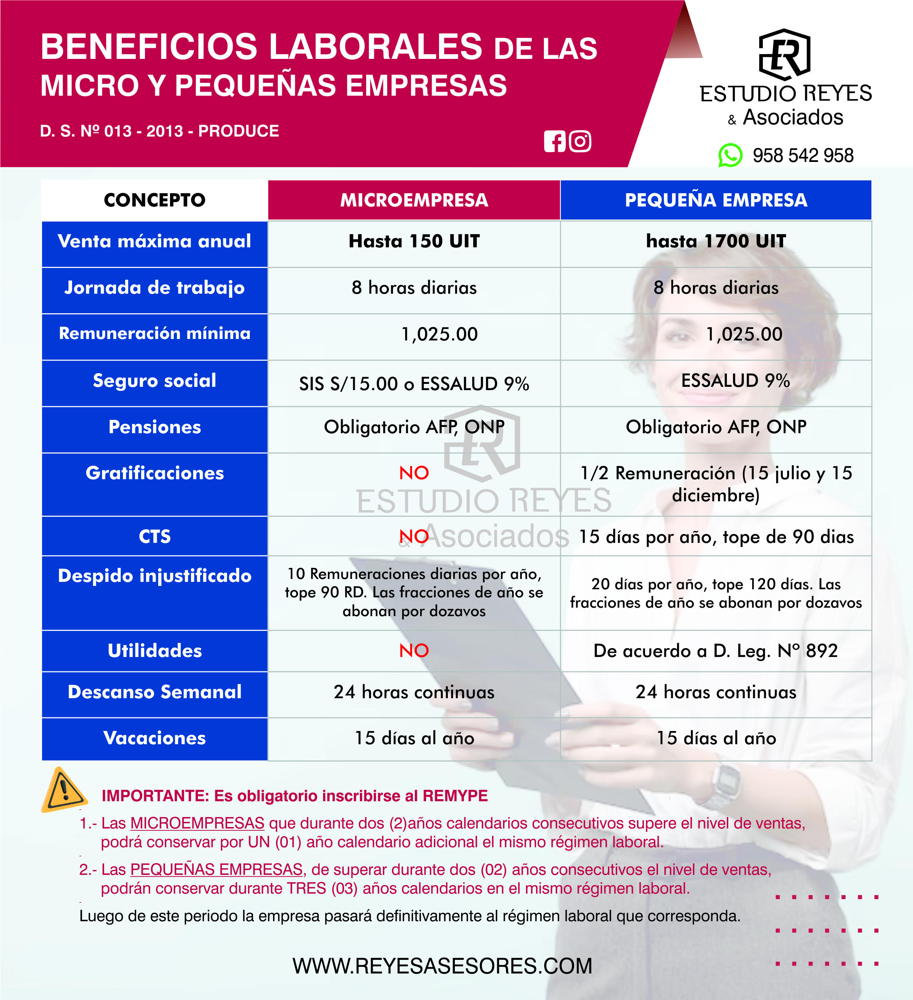 BENEFICIOS LABORALES DE LAS
MICRO Y PEQUEÑAS EMPRESAS
D. S. Nº 013 - 2013 - PRODUCE
ER
ESTUDIO REYES
& Asociados
958 542 958
CONCEPTO MICROEMPRESA PEQUEÑA EMPRESA
Venta máxima anual Hasta 150 UIT hasta 1700 UIT
Jornada de trabajo 8 horas diarias 8 horas diarias
Remuneración mínima 1,025.00 1,025.00
Seguro social SIS S/15.00 o ESSALUD 9% ESSALUD 9%
Pensiones Obligatorio AFP, ONP Obligatorio AFP, ONP
Gratificaciones NO 1/2 Remuneración (15 julio y 15
diciembre)
CTS NO 15 días por año, tope de 90 dias
Despido injustificado
10 Remuneraciones diarias por año,
tope 90 RD. Las fracciones de año se
abonan por dozavos
20 días por año, tope 120 días. Las
fracciones de año se abonan por dozavos
Utilidades NO De acuerdo a D. Leg. Nº 892
Descanso Semanal 24 horas continuas 24 horas continuas
Vacaciones 15 días al año 15 días al año
ER
ESTUDIO REYES
& Asociados
IMPORTANTE: Es obligatorio inscribirse al REMYPE
1.- Las MICROEMPRESAS que durante dos (2)años calendarios consecutivos supere el nivel de ventas,
podrá conservar por UN (01) año calendario adicional el mismo régimen laboral.
2.- Las PEQUEÑAS EMPRESAS, de superar durante dos (02) años consecutivos el nivel de ventas,
podrán conservar durante TRES (03) años calendarios en el mismo régimen laboral.
Luego de este periodo la empresa pasará definitivamente al régimen laboral que corresponda.
WWW.REYESASESORES.COM